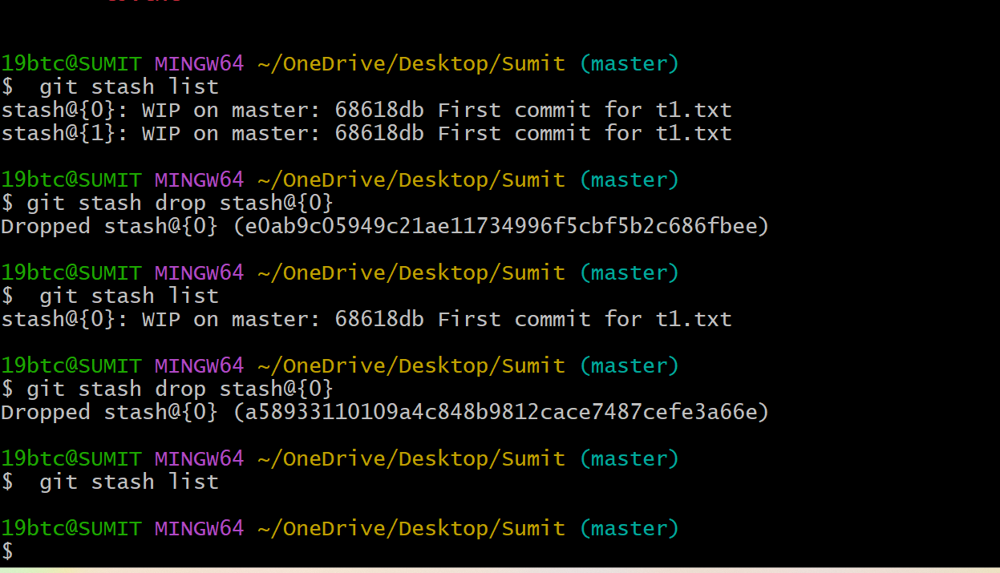 19btc@SUMIT MINGW64 ~/OneDrive/Desktop/Sumit (master)
$  git stash list
stash@{0}: WIP on master: 68618db First commit for t1.txt
stash@{1}: WIP on master: 68618db First commit for t1.txt
19btc@SUMIT MINGW64 ~/OneDrive/Desktop/Sumit (master)
$ git stash drop stash@{0}
Dropped stash@{0} (e0ab9c05949c21ae11734996f5cbf5b2c686fbee)
19btc@SUMIT MINGW64 ~/OneDrive/Desktop/Sumit (master)
$  git stash list
stash@{0}: WIP on master: 68618db First commit for t1.txt
19btc@SUMIT MINGW64 ~/OneDrive/Desktop/Sumit (master)
$ git stash drop stash@{0}
Dropped stash@{0} (a58933110109a4c848b9812cace7487cefe3a66e)
19btc@SUMIT MINGW64 ~/OneDrive/Desktop/Sumit (master)
$  git stash list
19btc@SUMIT MINGW64 ~/OneDrive/Desktop/Sumit (master)
$